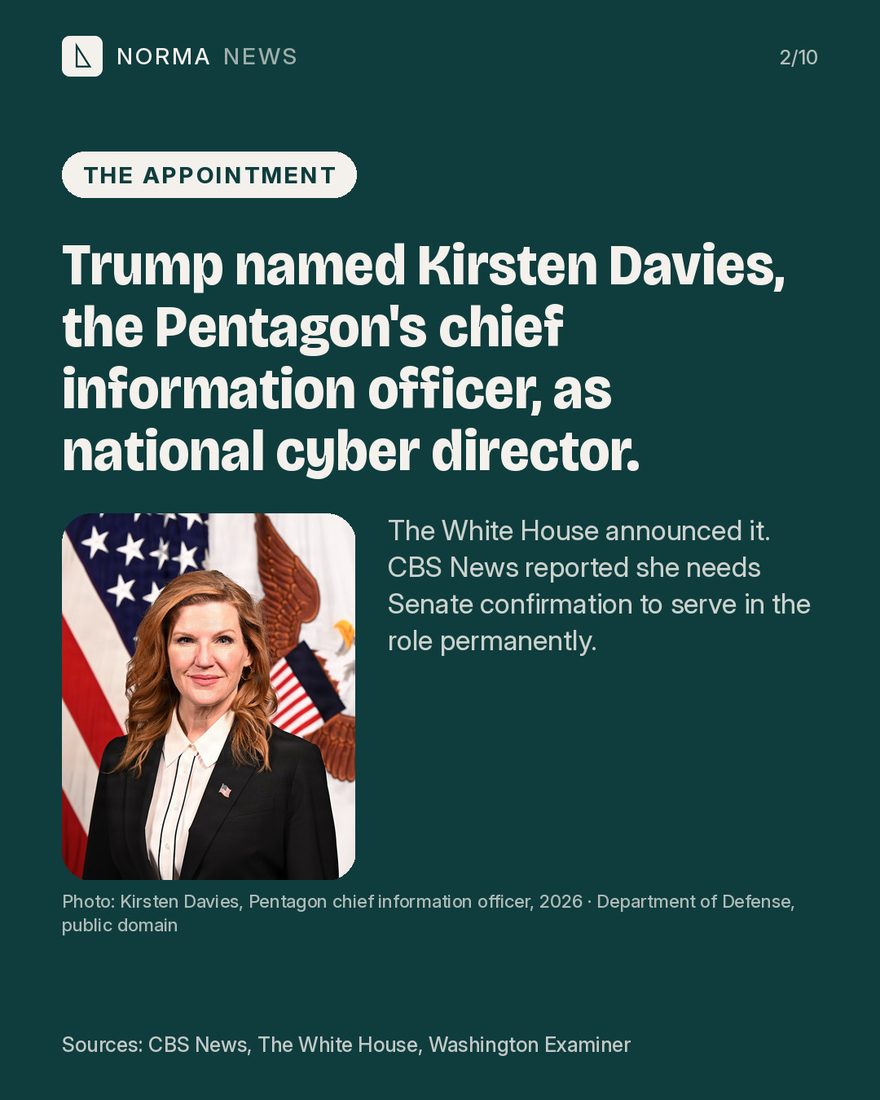 NORMA NEWS
2/10
THE APPOINTMENT
Trump named Kirsten Davies,
the Pentagon's chief
information officer, as
national cyber director.
The White House announced it.
CBS News reported she needs
Senate confirmation to serve in the
role permanently.
Photo: Kirsten Davies, Pentagon chief information officer, 2026 · Department of Defense,
public domain
Sources: CBS News, The White House, Washington Examiner